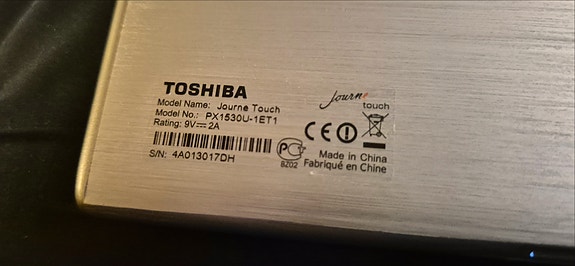 TOSHIBA
Journe
touch
Model Name: Journe Touch
Model No.: PX1530U-1ET1
Rating: 9V⎓2A
CE
S/N: 4A013017DH
PC
BZ02
Made in China
Fabriqué en Chine